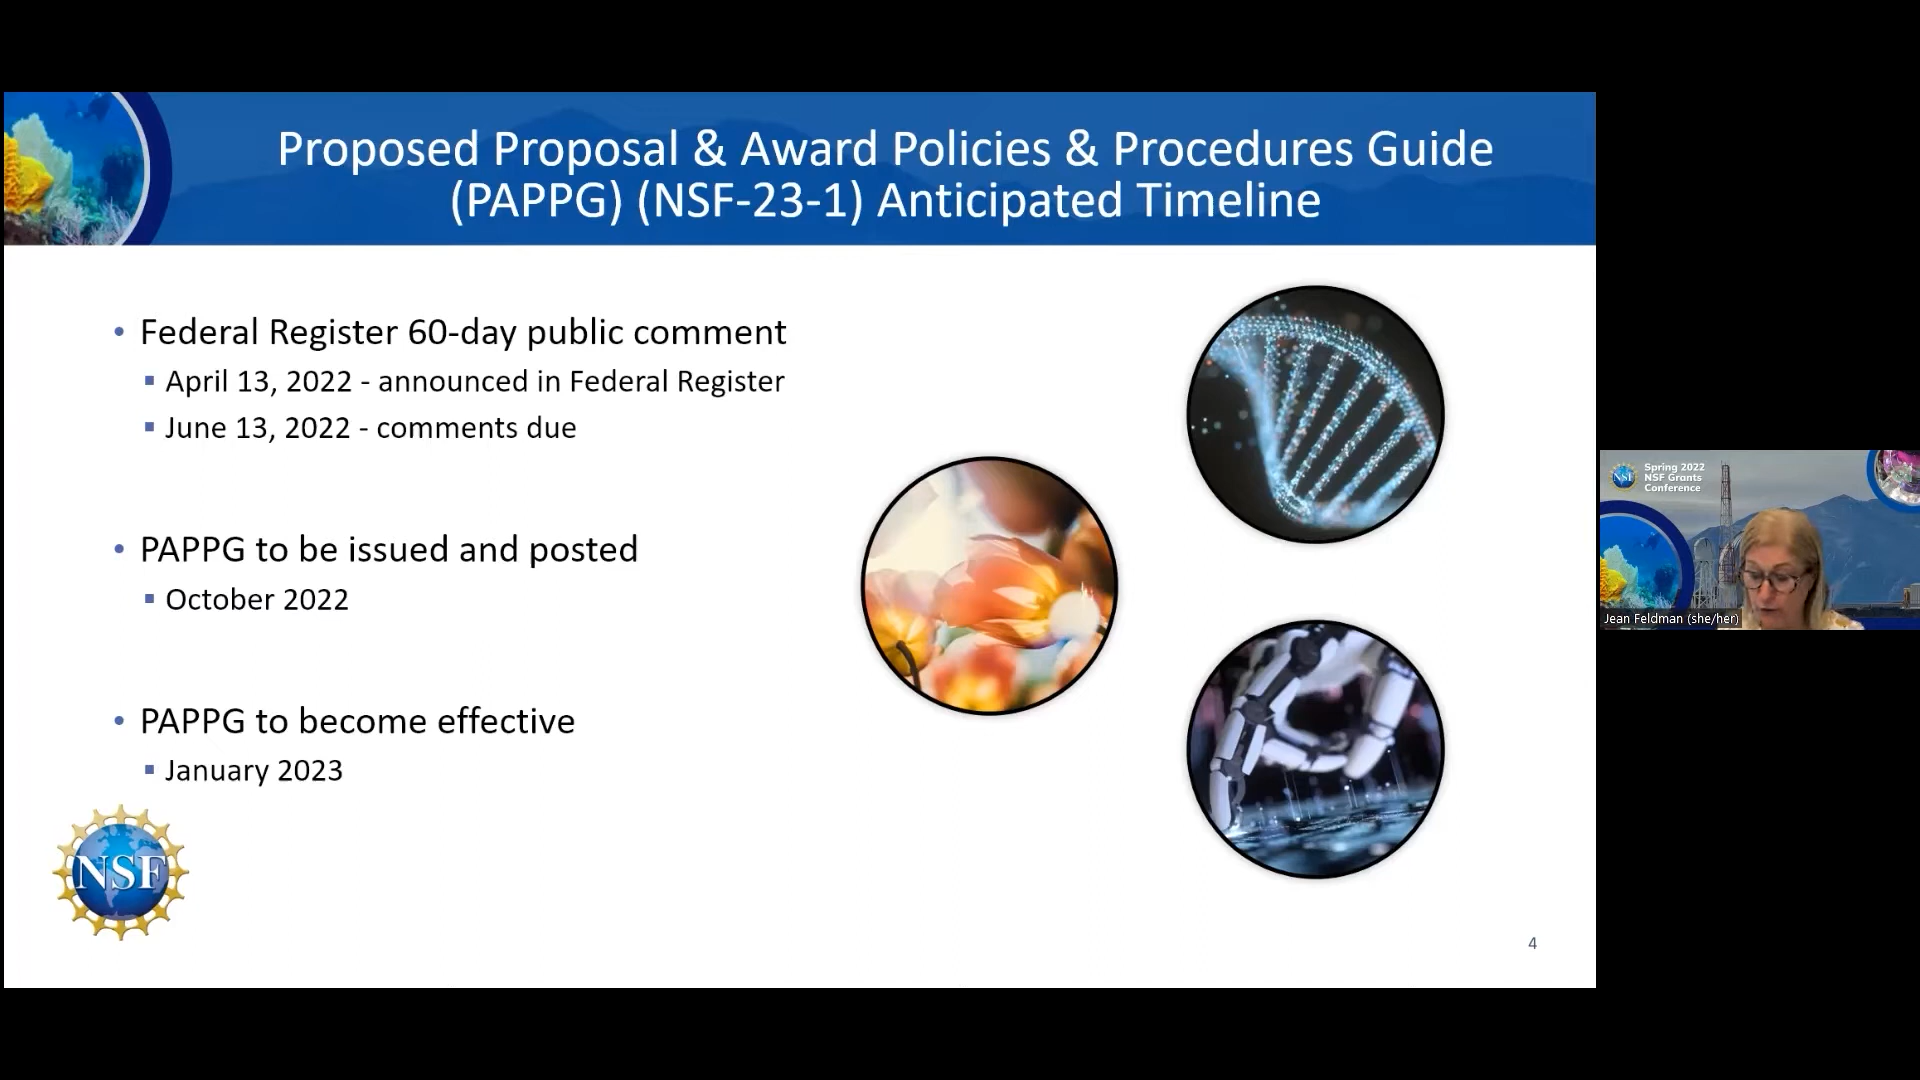 Proposed Proposal & Award Policies & Procedures Guide
(PAPPG) (NSF-23-1) Anticipated Timeline
• Federal Register 60-day public comment
▪ April 13, 2022 - announced in Federal Register
▪ June 13, 2022 - comments due
• PAPPG to be issued and posted
▪ October 2022
• PAPPG to become effective
▪ January 2023
NSF
4
NSF
Spring 2022
NSF Grants
Conference
Jean Feldman (she/her)